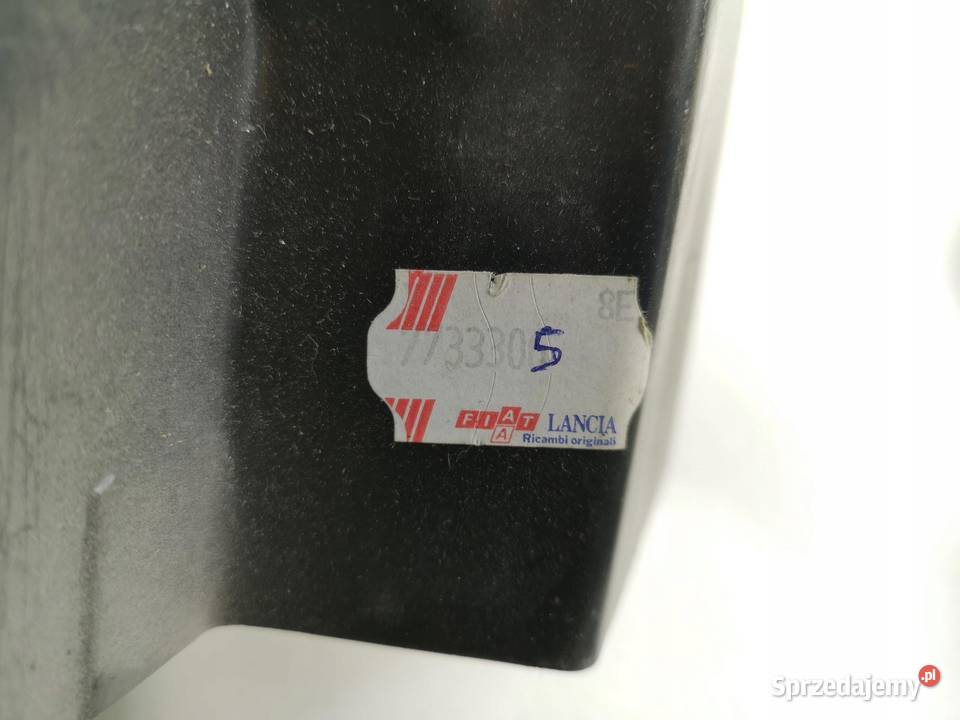 8E
7733305
FIAT LANCIA
A
Ricambi originali
Sprzedajemy.pl